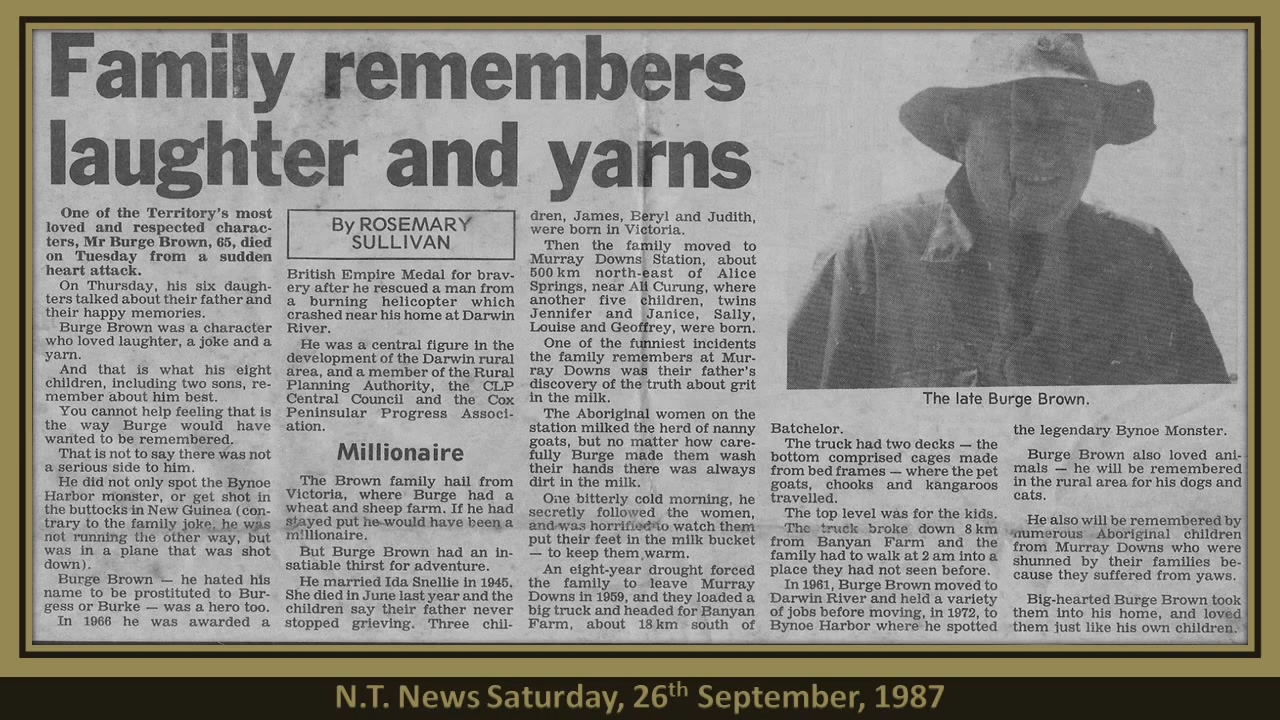 Family remembers
laughter and yarns
One of the Territory's most
loved and respected charac-
ters, Mr Burge Brown, 65, died
on Tuesday from a sudden
heart attack.
On Thursday, his six daugh-
ters talked about their father and
their happy memories.
Burge Brown was a character
who loved laughter, a joke and a
yarn.
And that is what his eight
children, including two sons, re-
member about him best.
You cannot help feeling that is
the way Burge would have
wanted to be remembered.
That is not to say there was not
a serious side to him.
He did not only spot the Bynoe
Harbor monster, or get shot in
the buttocks in New Guinea (con-
trary to the family joke, he was
not running the other way, but
was in a plane that was shot
down).
Burge Brown — he hated his
name to be prostituted to Bur-
gess or Burke — was a hero too.
In 1966 he was awarded a
By ROSEMARY
SULLIVAN
British Empire Medal for brav-
ery after he rescued a man from
a burning helicopter which
crashed near his home at Darwin
River.
He was a central figure in the
development of the Darwin rural
area, and a member of the Rural
Planning Authority, the CLP
Central Council and the Cox
Peninsular Progress Associ-
ation.
Millionaire
The Brown family hail from
Victoria, where Burge had a
wheat and sheep farm. If he had
stayed put he would have been a
millionaire.
But Burge Brown had an in-
satiable thirst for adventure.
He married Ida Snellie in 1945.
She died in June last year and the
children say their father never
stopped grieving. Three chil-
dren, James, Beryl and Judith,
were born in Victoria.
Then the family moved to
Murray Downs Station, about
500 km north-east of Alice
Springs, near Ali Curung, where
another five children, twins
Jennifer and Janice, Sally,
Louise and Geoffrey, were born.
One of the funniest incidents
the family remembers at Mur-
ray Downs was their father's
discovery of the truth about grit
in the milk.
The Aboriginal women on the
station milked the herd of nanny
goats, but no matter how care-
fully Burge made them wash
their hands there was always
dirt in the milk.
One bitterly cold morning, he
secretly followed the women,
and was horrified to watch them
put their feet in the milk bucket
— to keep them warm.
An eight-year drought forced
the family to leave Murray
Downs in 1959, and they loaded a
big truck and headed for Banyan
Farm, about 18 km south of
Batchelor.
The truck had two decks — the
bottom comprised cages made
from bed frames — where the pet
goats, chooks and kangaroos
travelled.
The top level was for the kids.
The truck broke down 8 km
from Banyan Farm and the
family had to walk at 2 am into a
place they had not seen before.
In 1961, Burge Brown moved to
Darwin River and held a variety
of jobs before moving, in 1972, to
Bynoe Harbor where he spotted
The late Burge Brown.
the legendary Bynoe Monster.
Burge Brown also loved ani-
mals — he will be remembered
in the rural area for his dogs and
cats.
He also will be remembered by
numerous Aboriginal children
from Murray Downs who were
shunned by their families be-
cause they suffered from yaws.
Big-hearted Burge Brown took
them into his home, and loved
them just like his own children.
N.T. News Saturday, 26th September, 1987